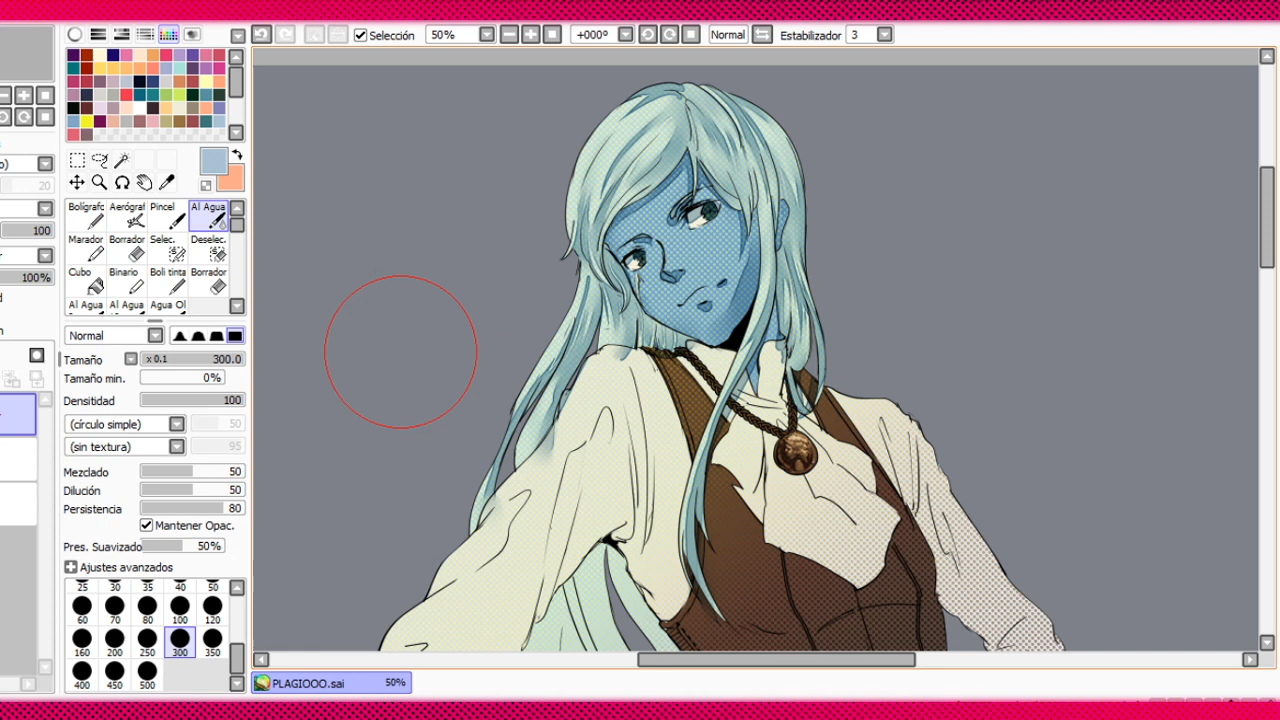 Selección 50% +000º Normal Estabilizador 3
o)
20
100
r
100%
Bolígrafo Aerógraf Pincel Al Agua
Marador Borrador Selec. Deselec.
Cubo Binario Boli tinta Borrador
Al Agua Al Agua Agua Ol
Normal
Tamaño x 0.1 300.0
Tamaño min. 0%
Densitidad 100
(círculo simple) 50
(sin textura) 95
Mezclado 50
Dilución 50
Persistencia 80
Mantener Opac.
Pres. Suavizado 50%
Ajustes avanzados
25 30 35 40 50
60 70 80 100 120
160 200 250 300 350
400 450 500
PLAGIOOO.sai 50%